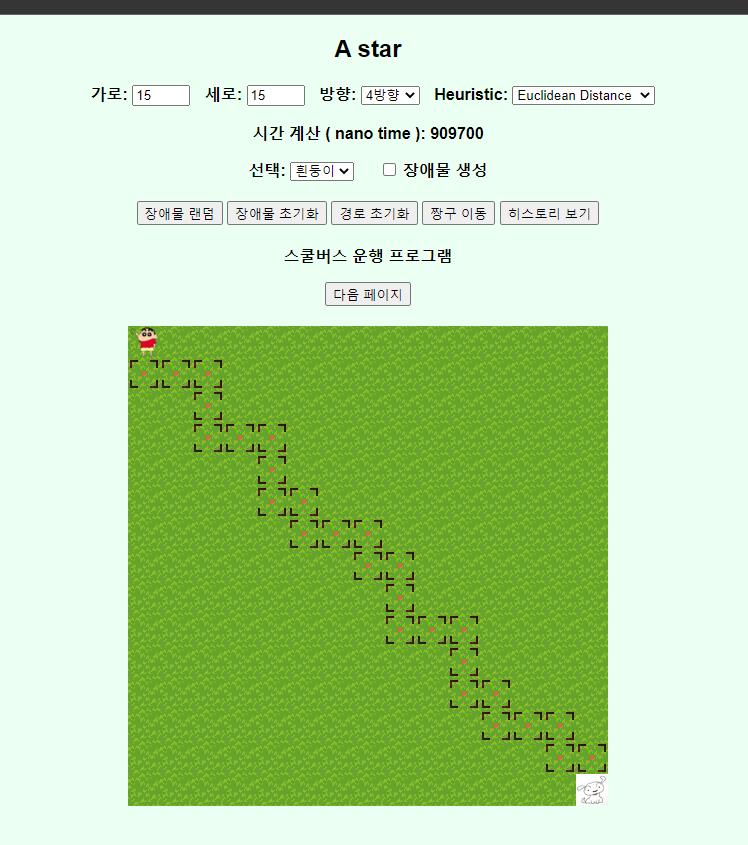 A star
가로: 15 세로: 15 방향: 4방향 Heuristic: Euclidean Distance
시간 계산 ( nano time ): 909700
선택: 흰둥이 장애물 생성
장애물 랜덤 장애물 초기화 경로 초기화 짱구 이동 히스토리 보기
스쿨버스 운행 프로그램
다음 페이지